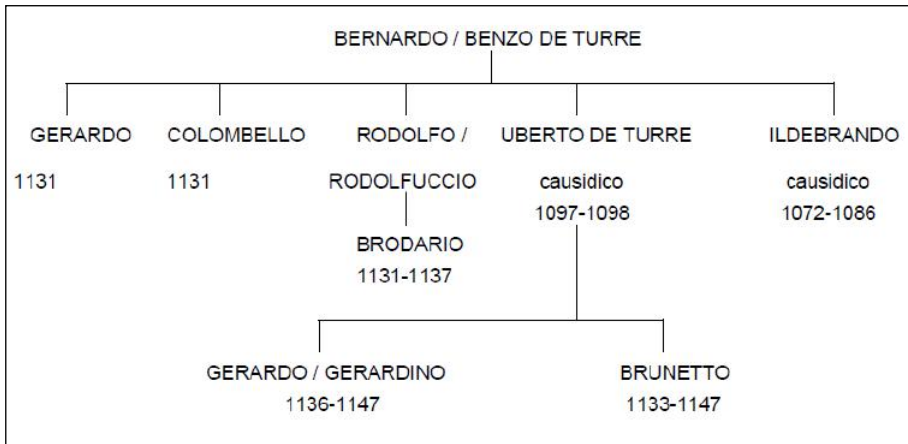 BERNARDO / BENZO DE TURRE
GERARDO COLOMBELLO RODOLFO / UBERTO DE TURRE ILDEBRANDO
1131 1131 RODOLFUCCIO causidico causidico
1097-1098 1072-1086
BRODARIO
1131-1137
GERARDO / GERARDINO BRUNETTO
1136-1147 1133-1147